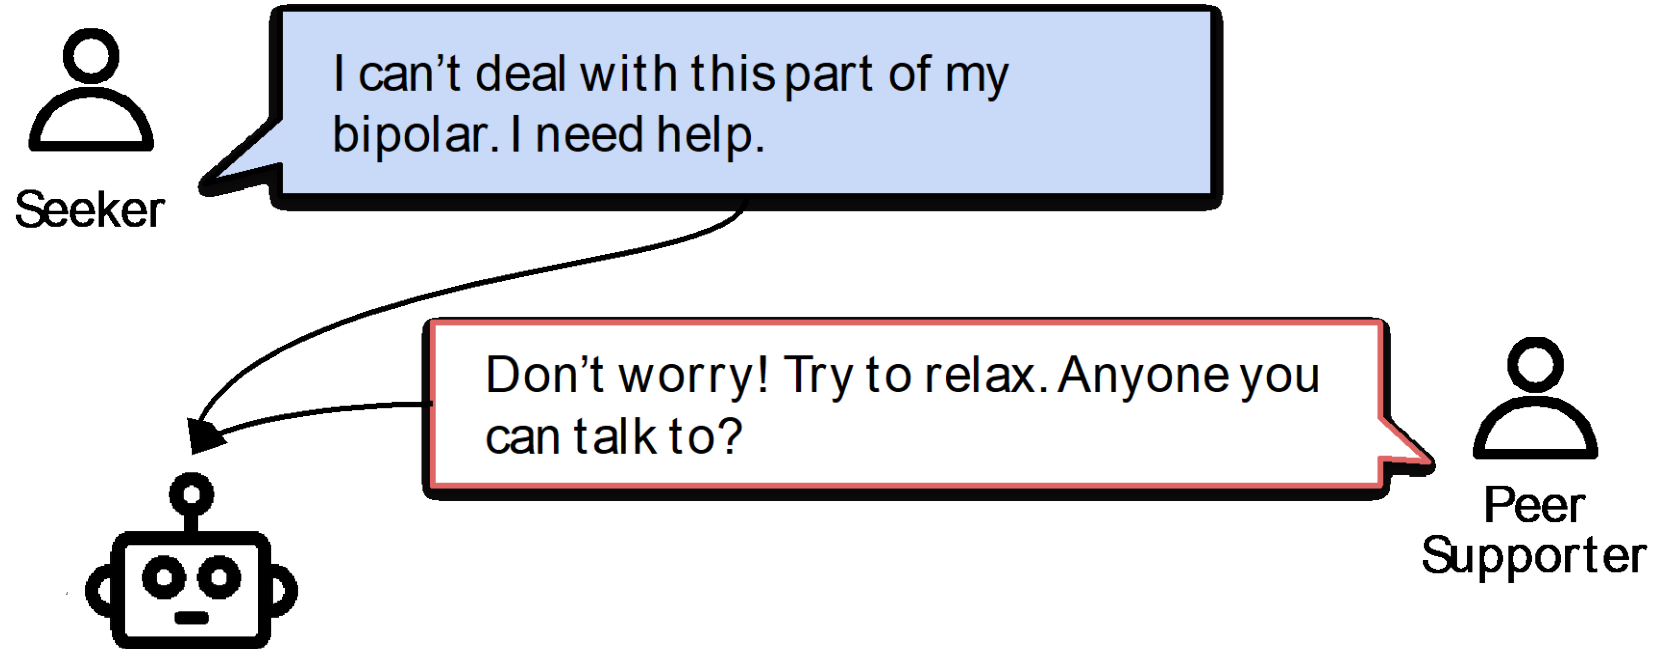 I can’t deal with this part of my
bipolar. I need help.
Seeker
Don’t worry! Try to relax. Anyone you
can talk to?
Peer
Supporter